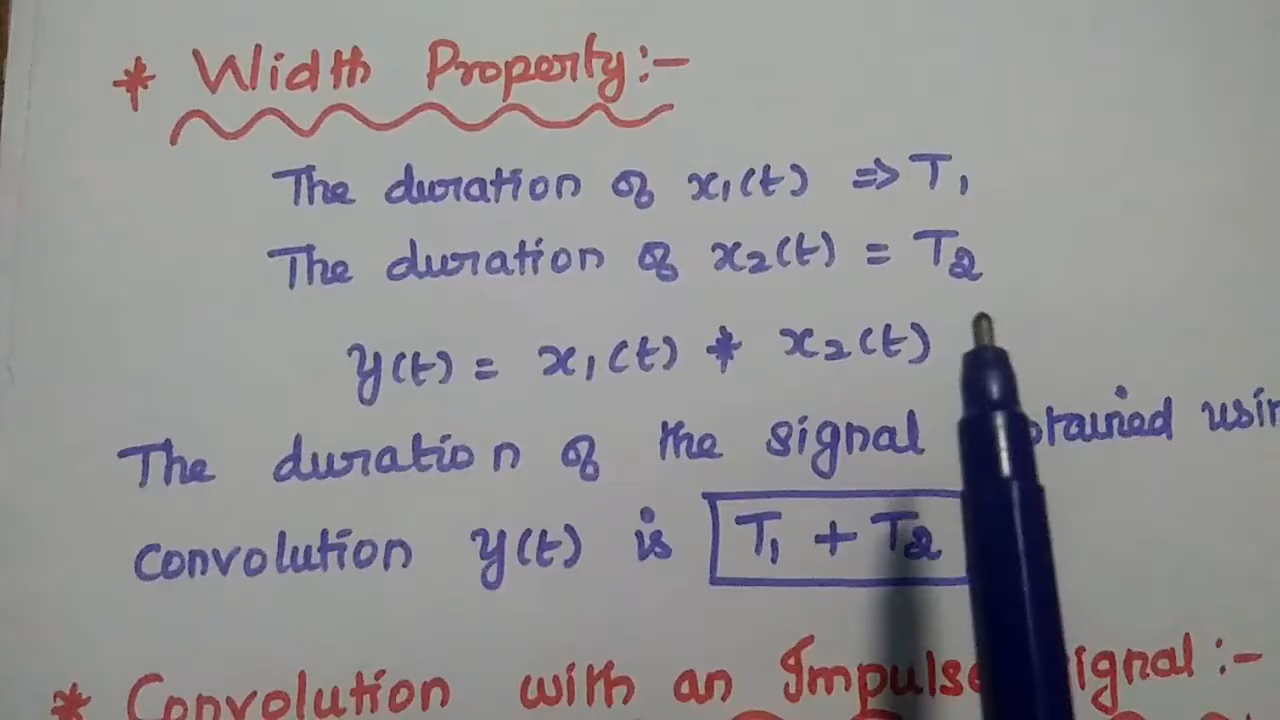 * Width Property:-
The duration of x₁(t) ⇒ T₁
The duration of x₂(t) = T₂
y(t) = x₁(t) * x₂(t)
The duration of the signal
convolution y(t) is T₁ + T₂
* Convolution with an Impulse